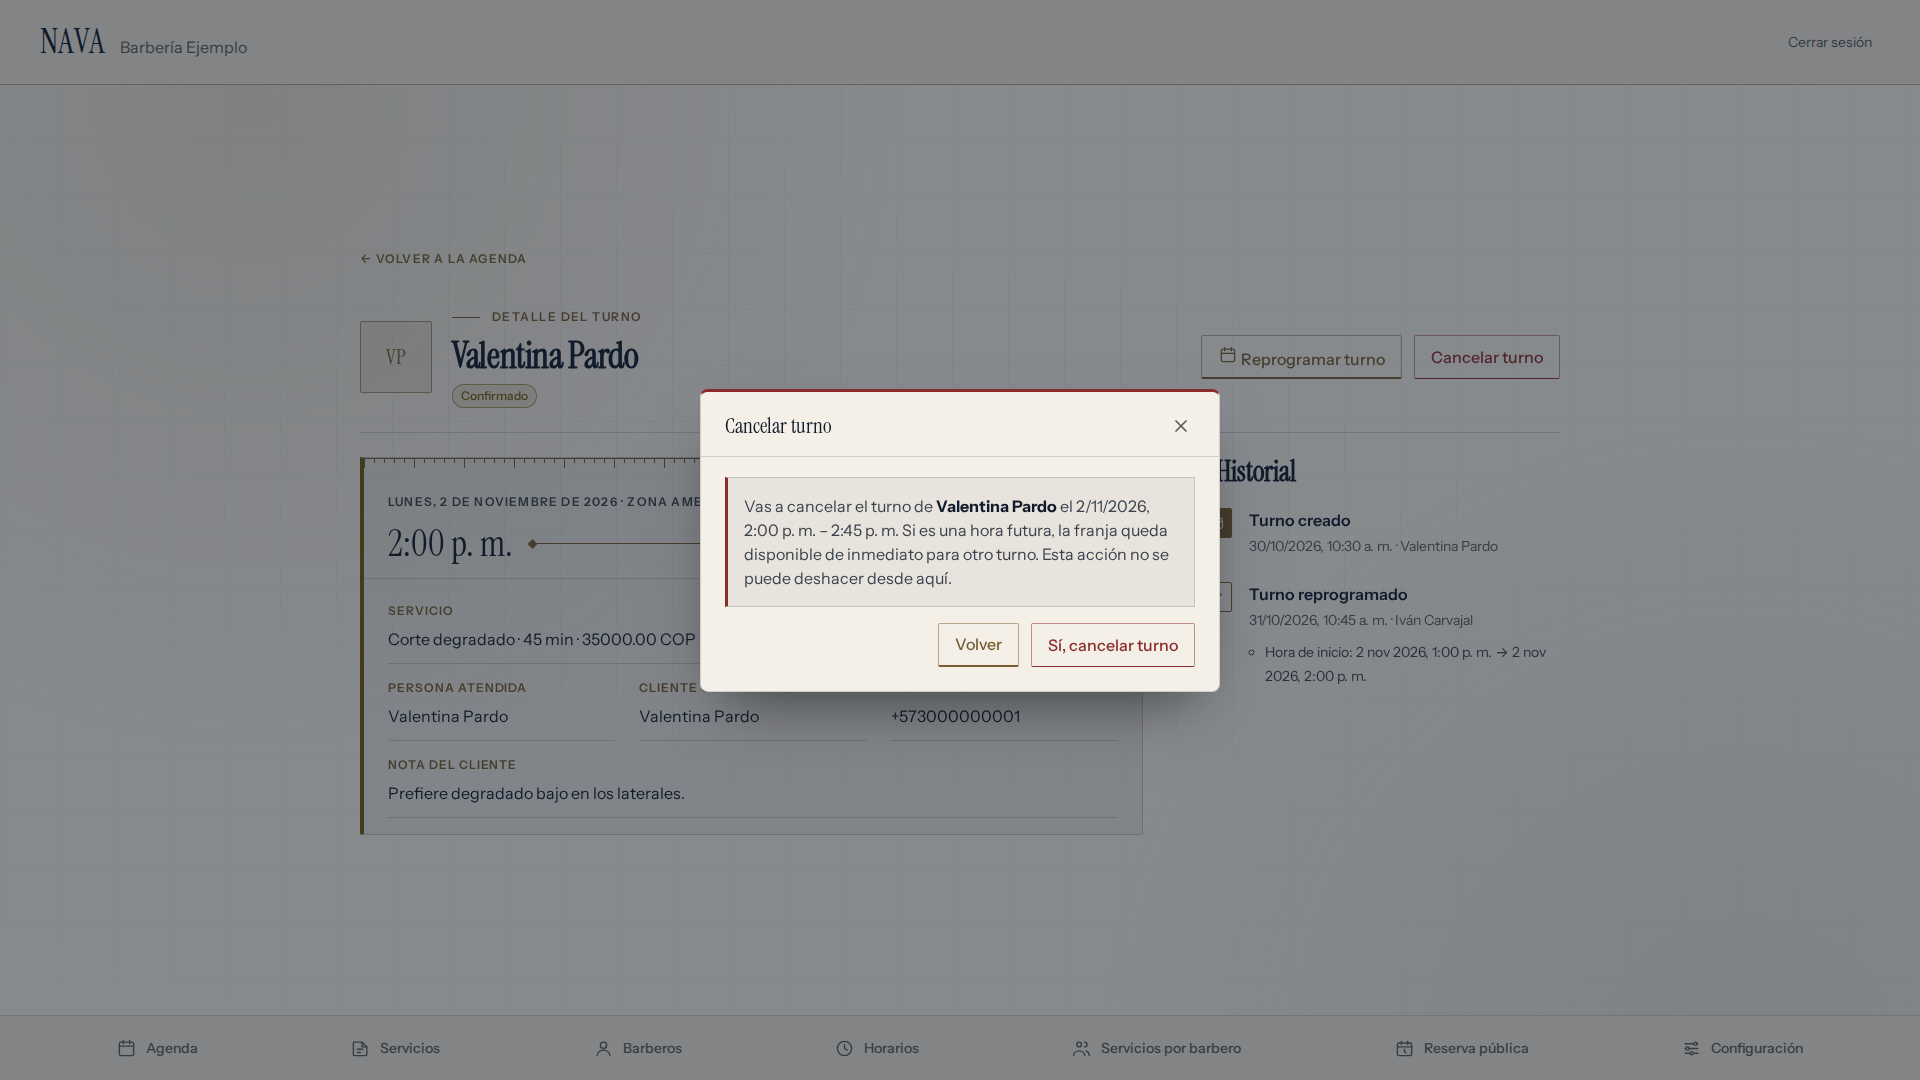 NAVA Barbería Ejemplo
Cerrar sesión
← VOLVER A LA AGENDA
DETALLE DEL TURNO
VP
Valentina Pardo
Confirmado
Reprogramar turno
Cancelar turno
Cancelar turno
Vas a cancelar el turno de Valentina Pardo el 2/11/2026,
2:00 p. m. – 2:45 p. m. Si es una hora futura, la franja queda
disponible de inmediato para otro turno. Esta acción no se
puede deshacer desde aquí.
Volver
Sí, cancelar turno
LUNES, 2 DE NOVIEMBRE DE 2026 · ZONA AME
2:00 p. m.
SERVICIO
Corte degradado · 45 min · 35000.00 COP
PERSONA ATENDIDA
Valentina Pardo
CLIENTE
Valentina Pardo
+573000000001
NOTA DEL CLIENTE
Prefiere degradado bajo en los laterales.
Historial
Turno creado
30/10/2026, 10:30 a. m. · Valentina Pardo
Turno reprogramado
31/10/2026, 10:45 a. m. · Iván Carvajal
Hora de inicio: 2 nov 2026, 1:00 p. m. → 2 nov
2026, 2:00 p. m.
Agenda
Servicios
Barberos
Horarios
Servicios por barbero
Reserva pública
Configuración